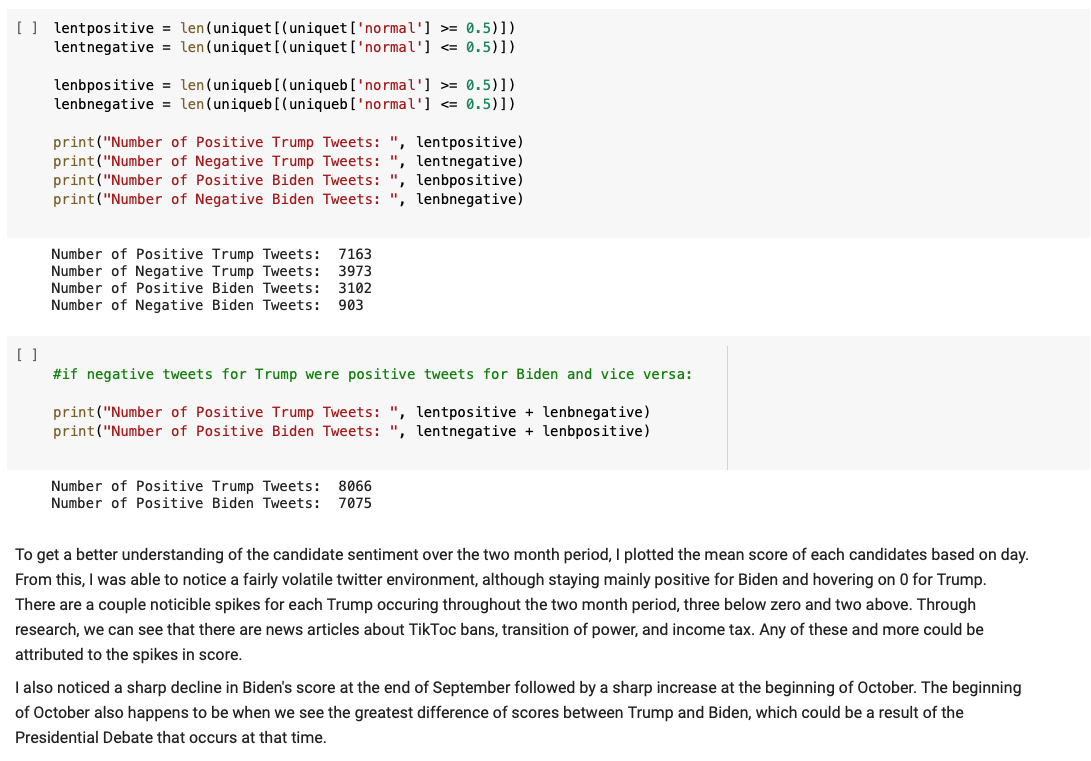 [ ] lentpositive = len(uniquet[(uniquet['normal'] >= 0.5)])
lentnegative = len(uniquet[(uniquet['normal'] <= 0.5)])
lenbpositive = len(uniqueb[(uniqueb['normal'] >= 0.5)])
lenbnegative = len(uniqueb[(uniqueb['normal'] <= 0.5)])
print("Number of Positive Trump Tweets: ", lentpositive)
print("Number of Negative Trump Tweets: ", lentnegative)
print("Number of Positive Biden Tweets: ", lenbpositive)
print("Number of Negative Biden Tweets: ", lenbnegative)
Number of Positive Trump Tweets:  7163
Number of Negative Trump Tweets:  3973
Number of Positive Biden Tweets:  3102
Number of Negative Biden Tweets:  903
[ ]
#if negative tweets for Trump were positive tweets for Biden and vice versa:
print("Number of Positive Trump Tweets: ", lentpositive + lenbnegative)
print("Number of Positive Biden Tweets: ", lentnegative + lenbpositive)
Number of Positive Trump Tweets:  8066
Number of Positive Biden Tweets:  7075
To get a better understanding of the candidate sentiment over the two month period, I plotted the mean score of each candidates based on day.
From this, I was able to notice a fairly volatile twitter environment, although staying mainly positive for Biden and hovering on 0 for Trump.
There are a couple noticible spikes for each Trump occuring throughout the two month period, three below zero and two above. Through
research, we can see that there are news articles about TikToc bans, transition of power, and income tax. Any of these and more could be
attributed to the spikes in score.
I also noticed a sharp decline in Biden's score at the end of September followed by a sharp increase at the beginning of October. The beginning
of October also happens to be when we see the greatest difference of scores between Trump and Biden, which could be a result of the
Presidential Debate that occurs at that time.